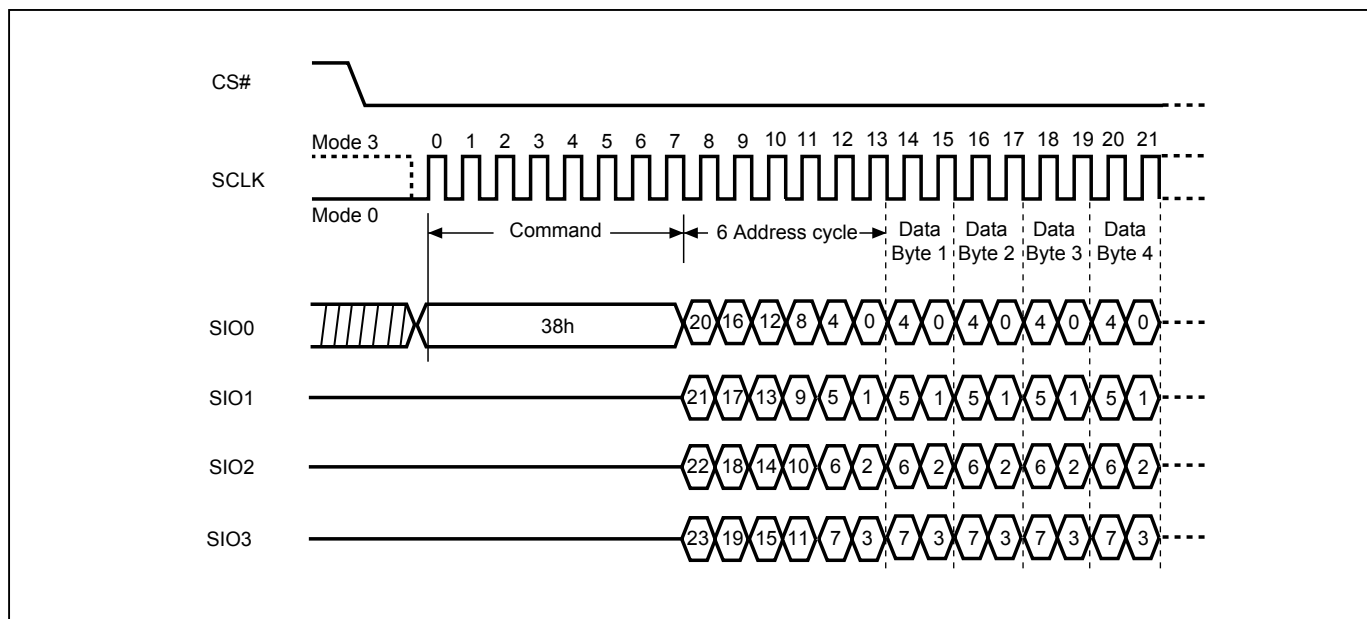 CS#
Mode 3
0 1 2 3 4 5 6 7 8 9 10 11 12 13 14 15 16 17 18 19 20 21
SCLK
Mode 0
Command
6 Address cycle
Data Byte 1
Data Byte 2
Data Byte 3
Data Byte 4
SIO0
38h
20 16 12 8 4 0 4 0 4 0 4 0 4 0
SIO1
21 17 13 9 5 1 5 1 5 1 5 1 5 1
SIO2
22 18 14 10 6 2 6 2 6 2 6 2 6 2
SIO3
23 19 15 11 7 3 7 3 7 3 7 3 7 3